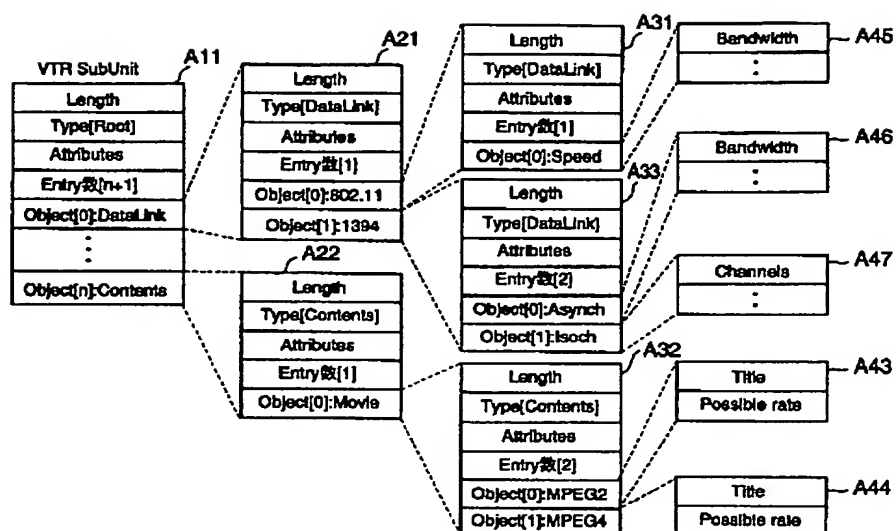 VTR SubUnit
A11
Length
Type[Root]
Attributes
Entry数[n+1]
Object[0]:DataLink
Object[n]:Contents
A21
Length
Type[DataLink]
Attributes
Entry数[1]
Object[0]:802.11
Object[1]:1394
A22
Length
Type[Contents]
Attributes
Entry数[1]
Object[0]:Movie
A31
Length
Type[DataLink]
Attributes
Entry数[1]
Object[0]:Speed
A33
Length
Type[DataLink]
Attributes
Entry数[2]
Object[0]:Asynch
Object[1]:Isoch
A32
Length
Type[Contents]
Attributes
Entry数[2]
Object[0]:MPEG2
Object[1]:MPEG4
A45
Bandwidth
A46
Bandwidth
A47
Channels
A43
Title
Possible rate
A44
Title
Possible rate